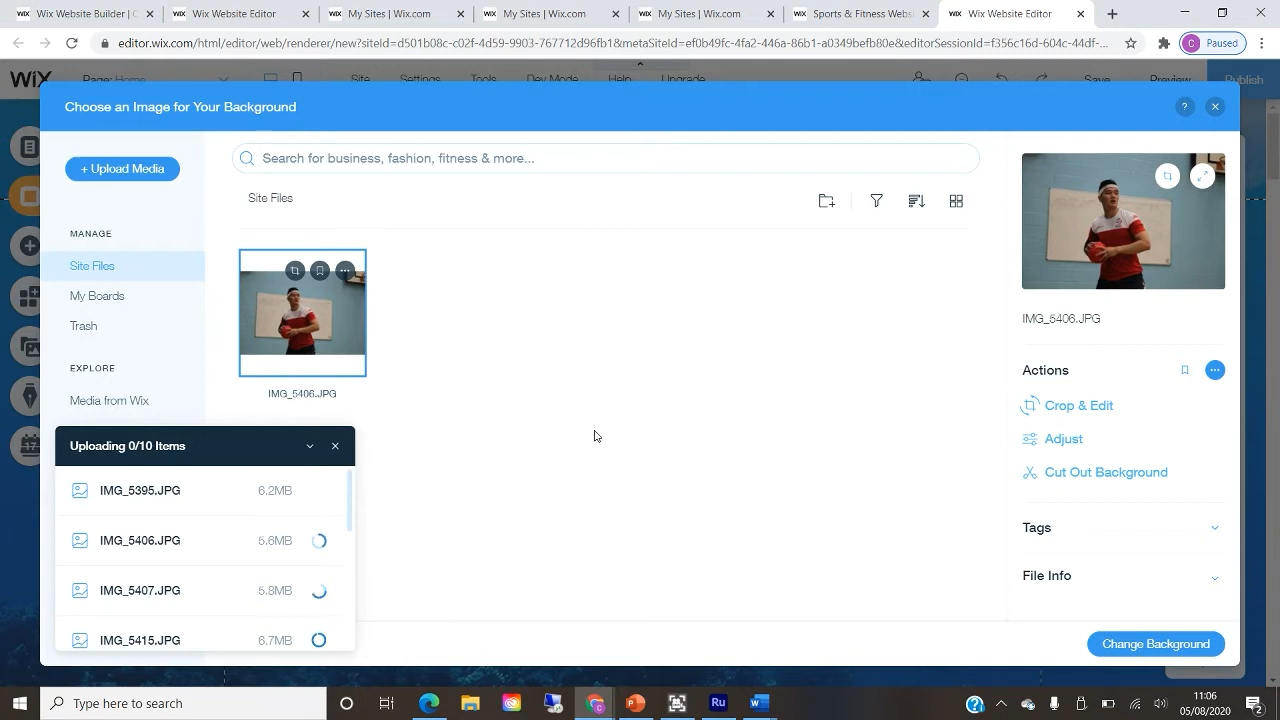 Wix Website Builder | C
Wix Website Editor
My Sites | Wix.com
My Sites | Wix.com
My Sites | Wix.com
Sports & Fitness Websi
Wix Website Editor
editor.wix.com/html/editor/web/renderer/new?siteId=d501b08c-c02f-4d59-9903-767712d96fb1&metaSiteId=ef0b49fc-4fa2-446a-86b1-a0349befb80e&editorSessionId=f356c16d-604c-44df-...
C Paused
WiX Page: Home Site Settings Tools Dev Mode Help Upgrade Save Preview Publish
Choose an Image for Your Background
?
+ Upload Media
Search for business, fashion, fitness & more...
Site Files
MANAGE
Site Files
My Boards
Trash
EXPLORE
Media from Wix
IMG_5406.JPG
Uploading 0/10 Items
IMG_5395.JPG 6.2MB
IMG_5406.JPG 5.6MB
IMG_5407.JPG 5.8MB
IMG_5415.JPG 6.7MB
17
IMG_5406.JPG
Actions
Crop & Edit
Adjust
Cut Out Background
Tags
File Info
Change Background
Type here to search
11:06
05/08/2020